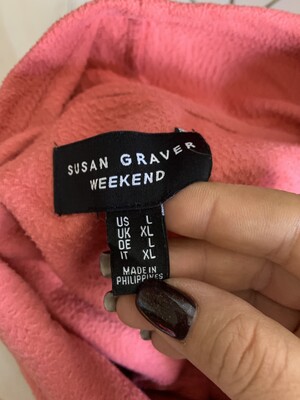 SUSAN GRAVER
WEEKEND
US L
UK XL
DE L
IT XL
MADE IN
PHILIPPINES